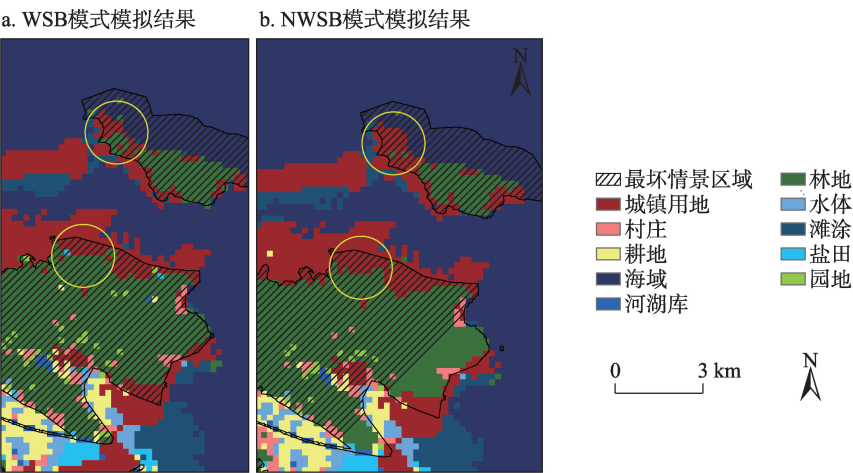 a. WSB模式模拟结果
b. NWSB模式模拟结果
N
最坏情景区域
城镇用地
村庄
耕地
海域
河湖库
林地
水体
滩涂
盐田
园地
0 3 km
N